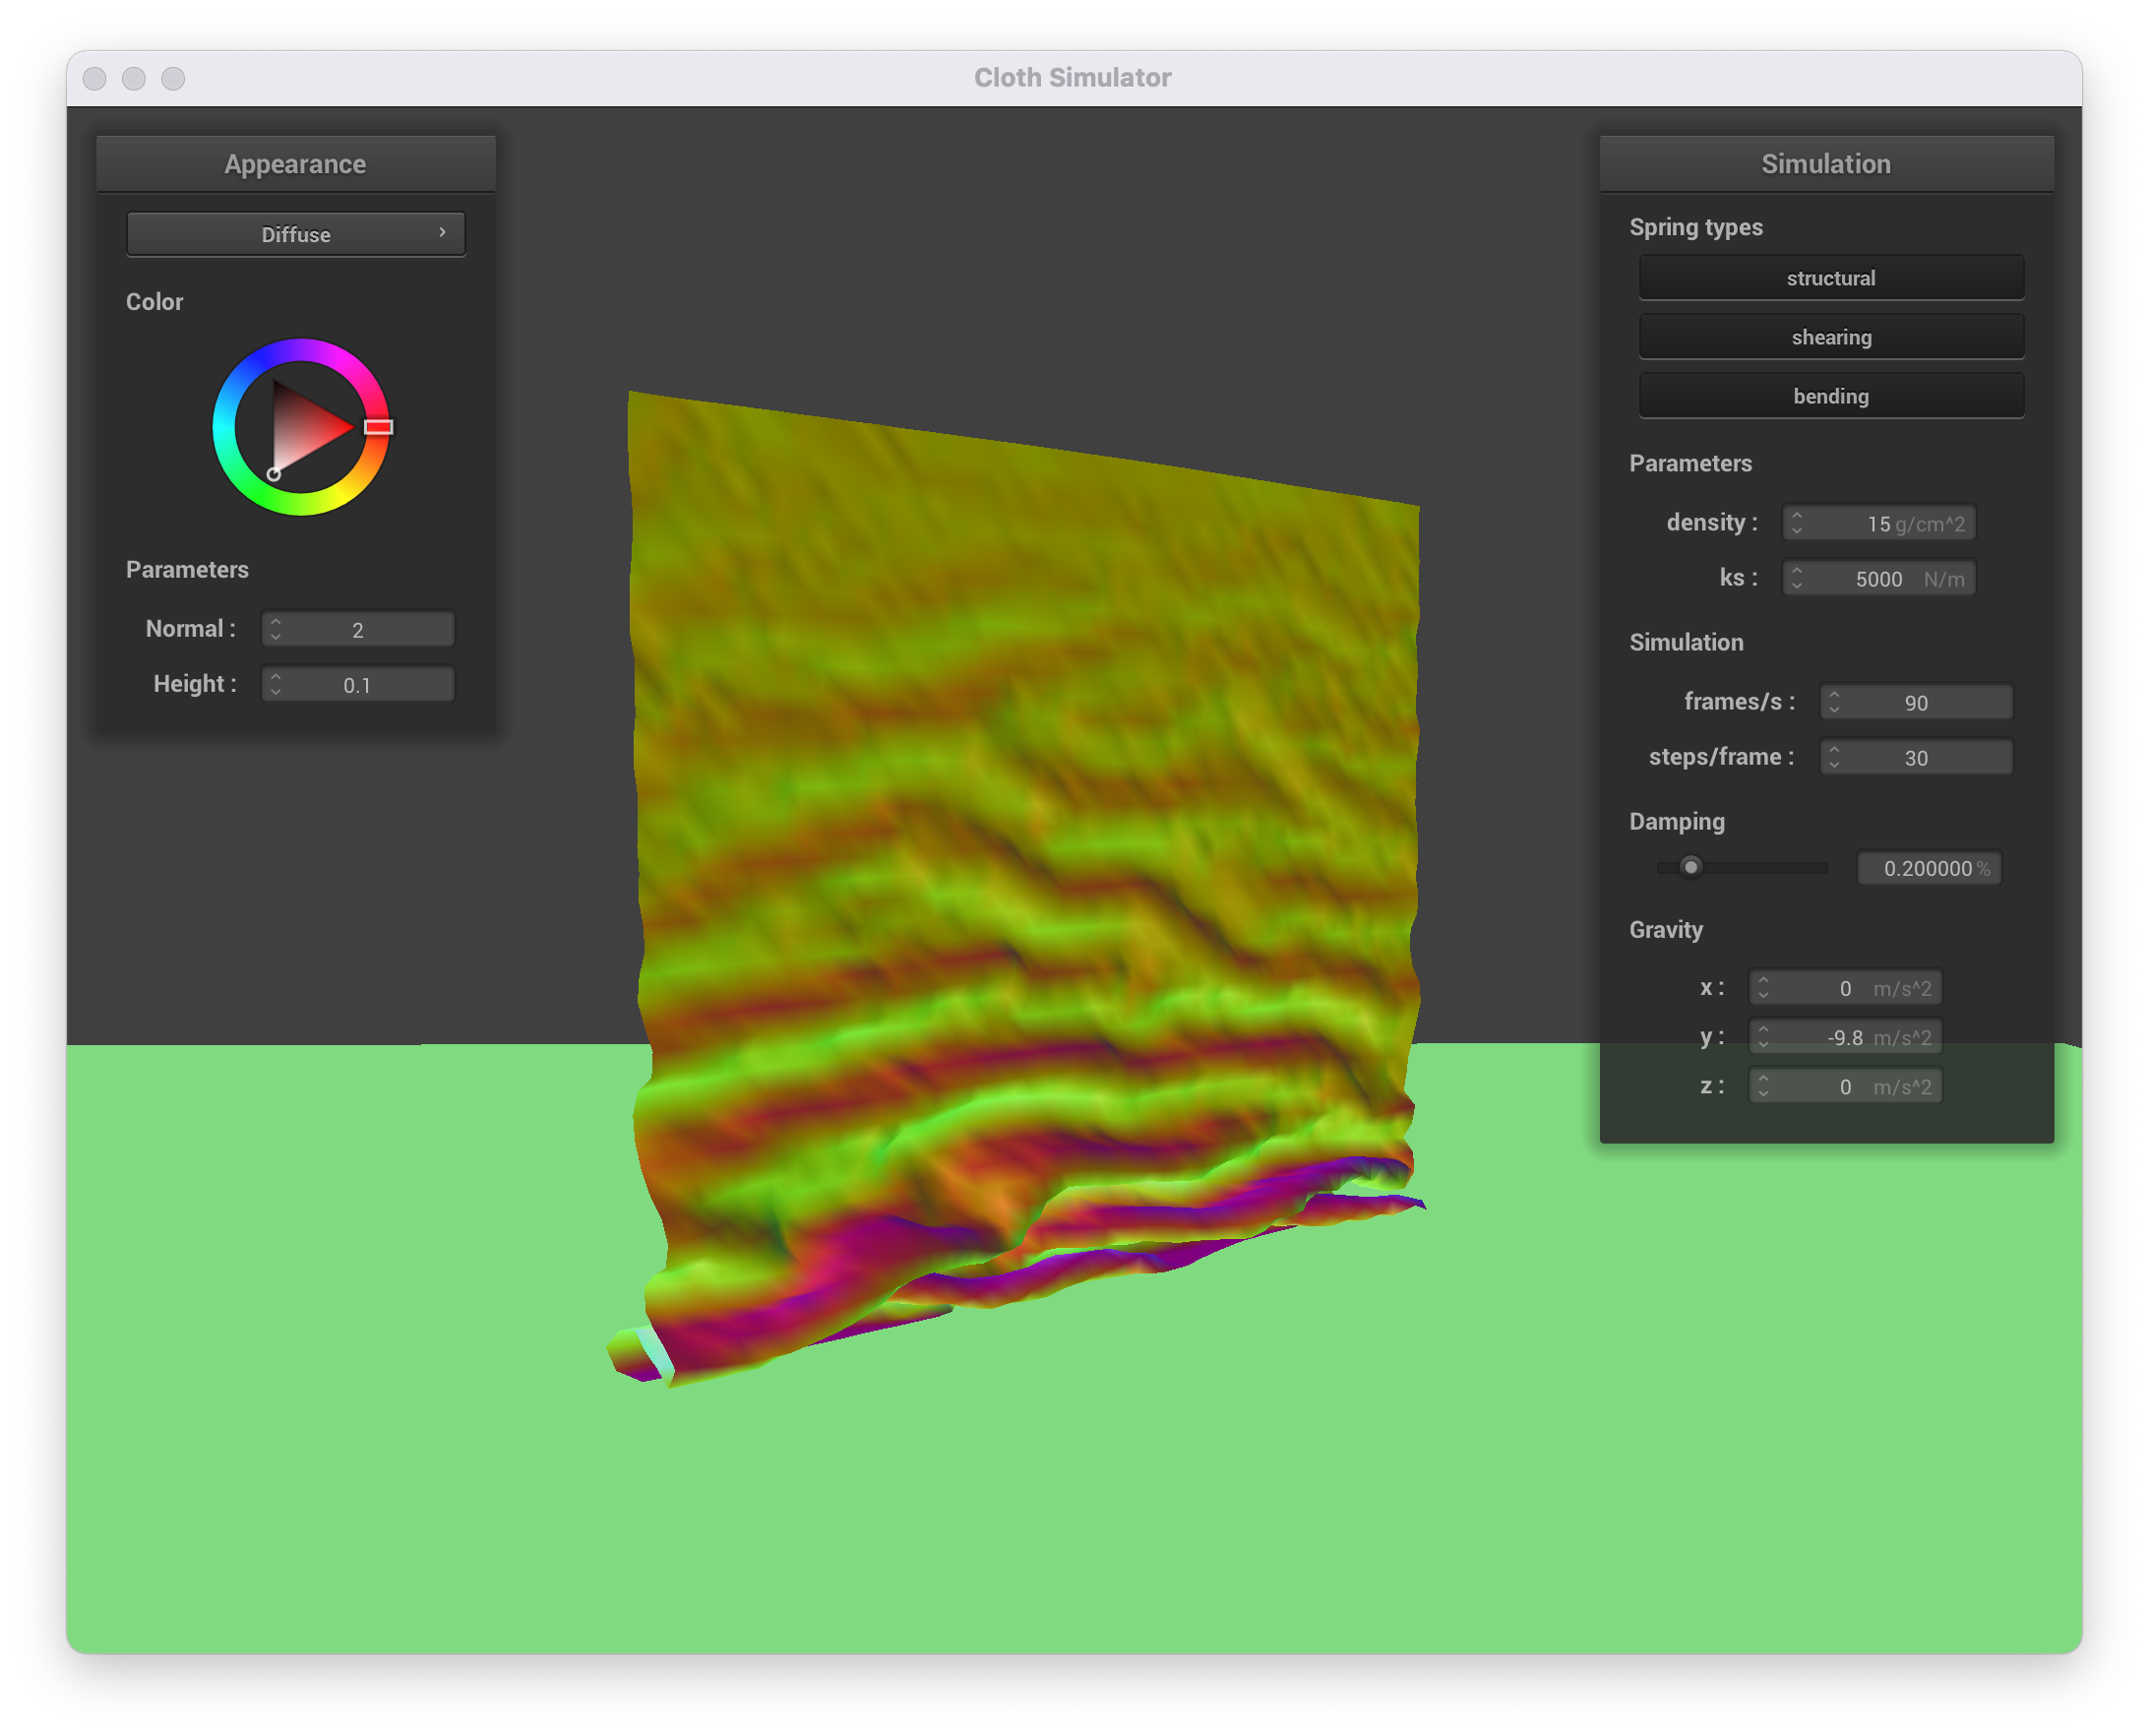 Cloth Simulator
Appearance
Diffuse ›
Color
Parameters
Normal : 2
Height : 0.1
Simulation
Spring types
structural
shearing
bending
Parameters
density : 15 g/cm^2
ks : 5000 N/m
Simulation
frames/s : 90
steps/frame : 30
Damping
0.200000 %
Gravity
x : 0 m/s^2
y : -9.8 m/s^2
z : 0 m/s^2